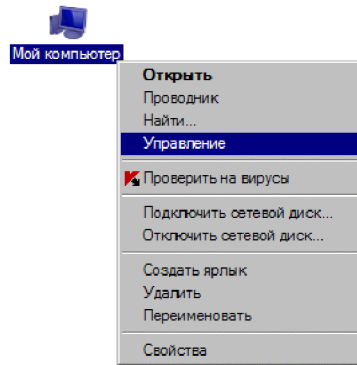 Мой компьютер
Открыть
Проводник
Найти...
Управление
Проверить на вирусы
Подключить сетевой диск...
Отключить сетевой диск...
Создать ярлык
Удалить
Переименовать
Свойства